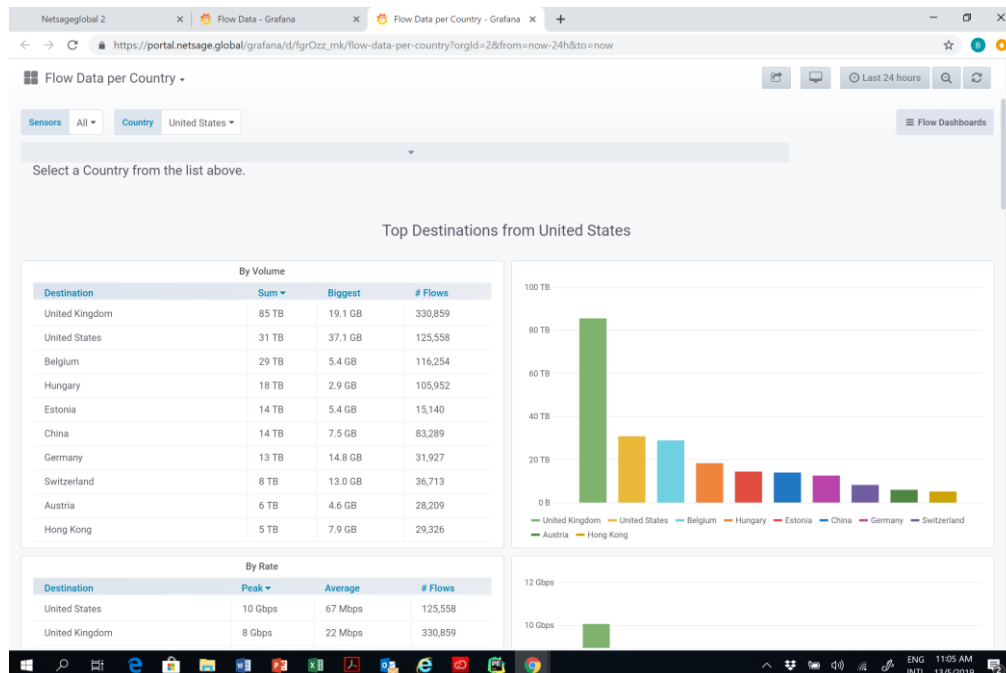 Netsageglobal 2
Flow Data - Grafana
Flow Data per Country - Grafana
https://portal.netsage.global/grafana/d/fgrOzz_mk/flow-data-per-country?orgId=2&from=now-24h&to=now
B
Flow Data per Country
Last 24 hours
Sensors All Country United States
Flow Dashboards
Select a Country from the list above.
Top Destinations from United States
By Volume
Destination Sum Biggest # Flows
United Kingdom 85 TB 19.1 GB 330,859
United States 31 TB 37.1 GB 125,558
Belgium 29 TB 5.4 GB 116,254
Hungary 18 TB 2.9 GB 105,952
Estonia 14 TB 5.4 GB 15,140
China 14 TB 7.5 GB 83,289
Germany 13 TB 14.8 GB 31,927
Switzerland 8 TB 13.0 GB 36,713
Austria 6 TB 4.6 GB 28,209
Hong Kong 5 TB 7.9 GB 29,326
100 TB
80 TB
60 TB
40 TB
20 TB
0 B
United Kingdom United States Belgium Hungary Estonia China Germany Switzerland
Austria Hong Kong
By Rate
Destination Peak Average # Flows
United States 10 Gbps 67 Mbps 125,558
United Kingdom 8 Gbps 22 Mbps 330,859
12 Gbps
10 Gbps
ENG 11:05 AM
INTL 13/5/2019